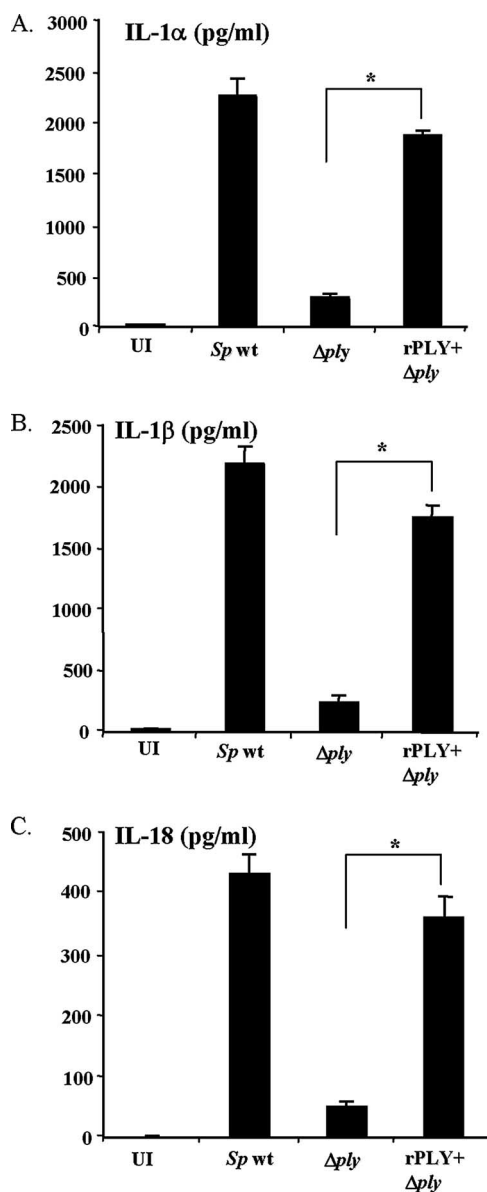 A.
IL-1α (pg/ml)
3000
2500
2000
1500
1000
500
0
*
UI Sp wt Δply rPLY+
Δply
B.
IL-1β (pg/ml)
2500
2000
1500
1000
500
0
*
UI Sp wt Δply rPLY+
Δply
C.
IL-18 (pg/ml)
500
400
300
200
100
0
*
UI Sp wt Δply rPLY+
Δply